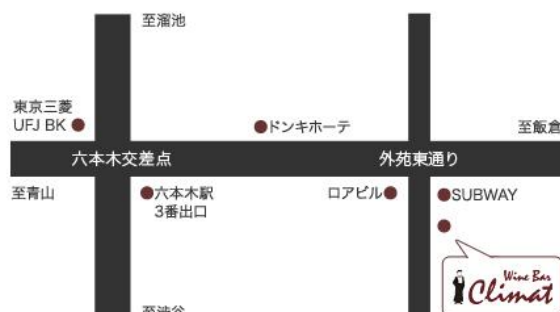 至溜池
東京三菱
UFJ BK
ドンキホーテ
至飯倉
六本木交差点
外苑東通り
至青山
六本木駅
3番出口
ロアビル
SUBWAY
Wine Bar
Climat
至渋谷